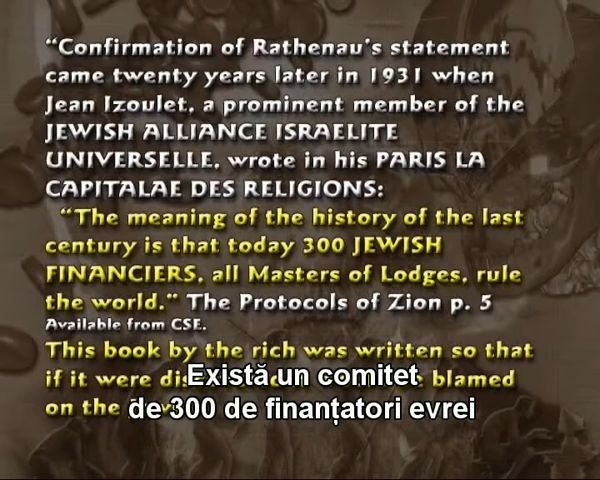 “Confirmation of Rathenau's statement
came twenty years later in 1931 when
Jean Izoulet, a prominent member of the
JEWISH ALLIANCE ISRAELITE
UNIVERSELLE, wrote in his PARIS LA
CAPITALAE DES RELIGIONS:
“The meaning of the history of the last
century is that today 300 JEWISH
FINANCIERS, all Masters of Lodges, rule
the world.” The Protocols of Zion p. 5
Available from CSE.
This book by the rich was written so that
if it were blamed
on the
Există un comitet
de 300 de finanțatori evrei